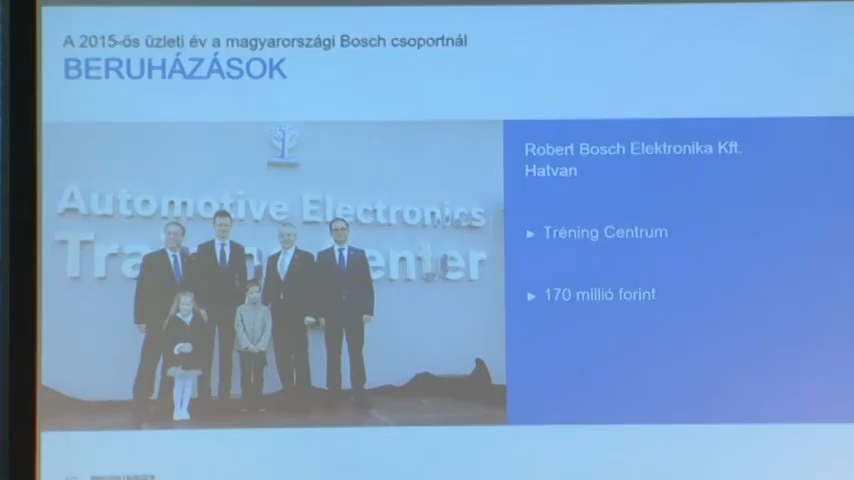 A 2015-ös üzleti év a magyarországi Bosch csoportnál
BERUHÁZÁSOK
Automotive Electronics
Robert Bosch Elektronika Kft.
Hatvan
► Tréning Centrum
► 170 millió forint